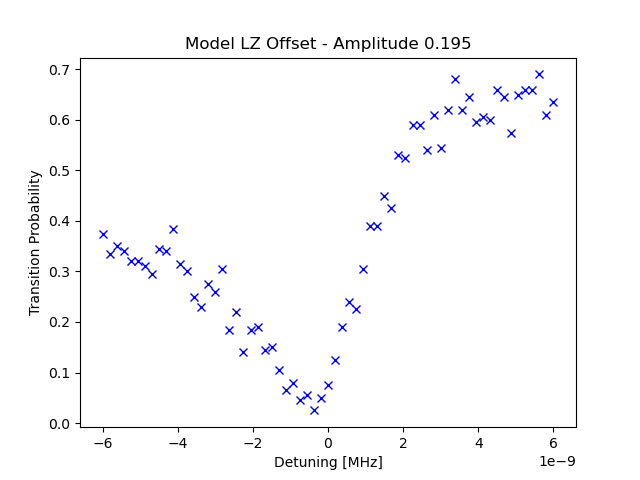 Model LZ Offset - Amplitude 0.195
0.7
0.6
0.5
0.4
0.3
0.2
0.1
0.0
Transition Probability
−6 −4 −2 0 2 4 6
1e−9
Detuning [MHz]